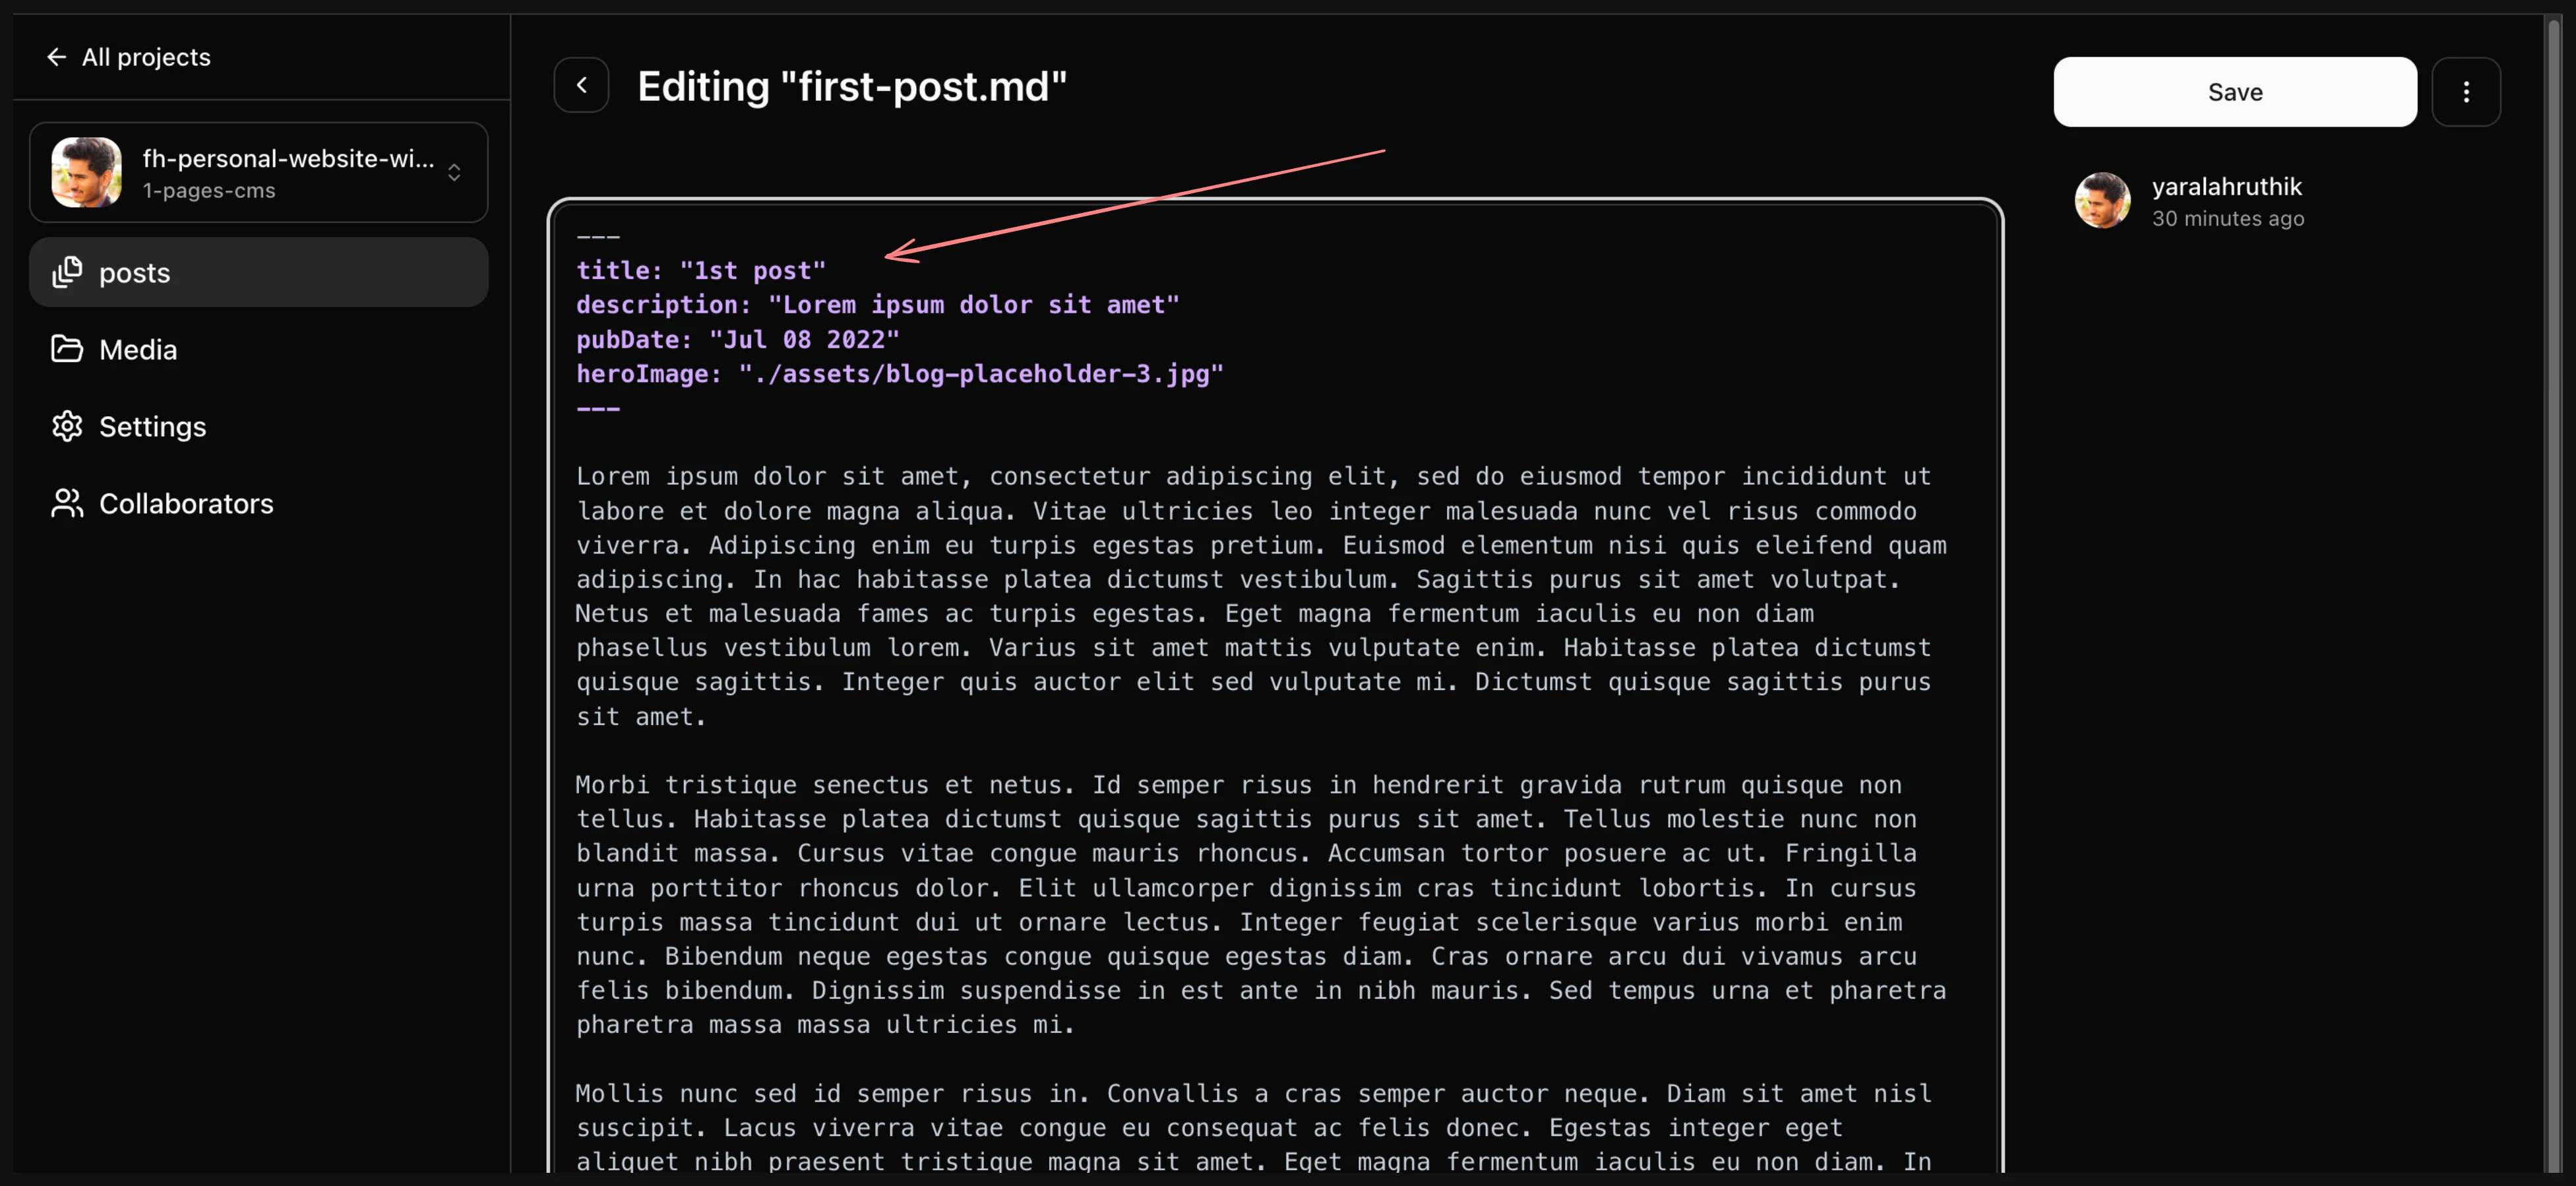 All projects
fh-personal-website-wi...
1-pages-cms
posts
Media
Settings
Collaborators
Editing "first-post.md"
Save
yaralahruthik
30 minutes ago
---
title: "1st post"
description: "Lorem ipsum dolor sit amet"
pubDate: "Jul 08 2022"
heroImage: "./assets/blog-placeholder-3.jpg"
---
Lorem ipsum dolor sit amet, consectetur adipiscing elit, sed do eiusmod tempor incididunt ut
labore et dolore magna aliqua. Vitae ultricies leo integer malesuada nunc vel risus commodo
viverra. Adipiscing enim eu turpis egestas pretium. Euismod elementum nisi quis eleifend quam
adipiscing. In hac habitasse platea dictumst vestibulum. Sagittis purus sit amet volutpat.
Netus et malesuada fames ac turpis egestas. Eget magna fermentum iaculis eu non diam
phasellus vestibulum lorem. Varius sit amet mattis vulputate enim. Habitasse platea dictumst
quisque sagittis. Integer quis auctor elit sed vulputate mi. Dictumst quisque sagittis purus
sit amet.
Morbi tristique senectus et netus. Id semper risus in hendrerit gravida rutrum quisque non
tellus. Habitasse platea dictumst quisque sagittis purus sit amet. Tellus molestie nunc non
blandit massa. Cursus vitae congue mauris rhoncus. Accumsan tortor posuere ac ut. Fringilla
urna porttitor rhoncus dolor. Elit ullamcorper dignissim cras tincidunt lobortis. In cursus
turpis massa tincidunt dui ut ornare lectus. Integer feugiat scelerisque varius morbi enim
nunc. Bibendum neque egestas congue quisque egestas diam. Cras ornare arcu dui vivamus arcu
felis bibendum. Dignissim suspendisse in est ante in nibh mauris. Sed tempus urna et pharetra
pharetra massa massa ultricies mi.
Mollis nunc sed id semper risus in. Convallis a cras semper auctor neque. Diam sit amet nisl
suscipit. Lacus viverra vitae congue eu consequat ac felis donec. Egestas integer eget
aliquet nibh praesent tristique magna sit amet. Eget magna fermentum iaculis eu non diam. In